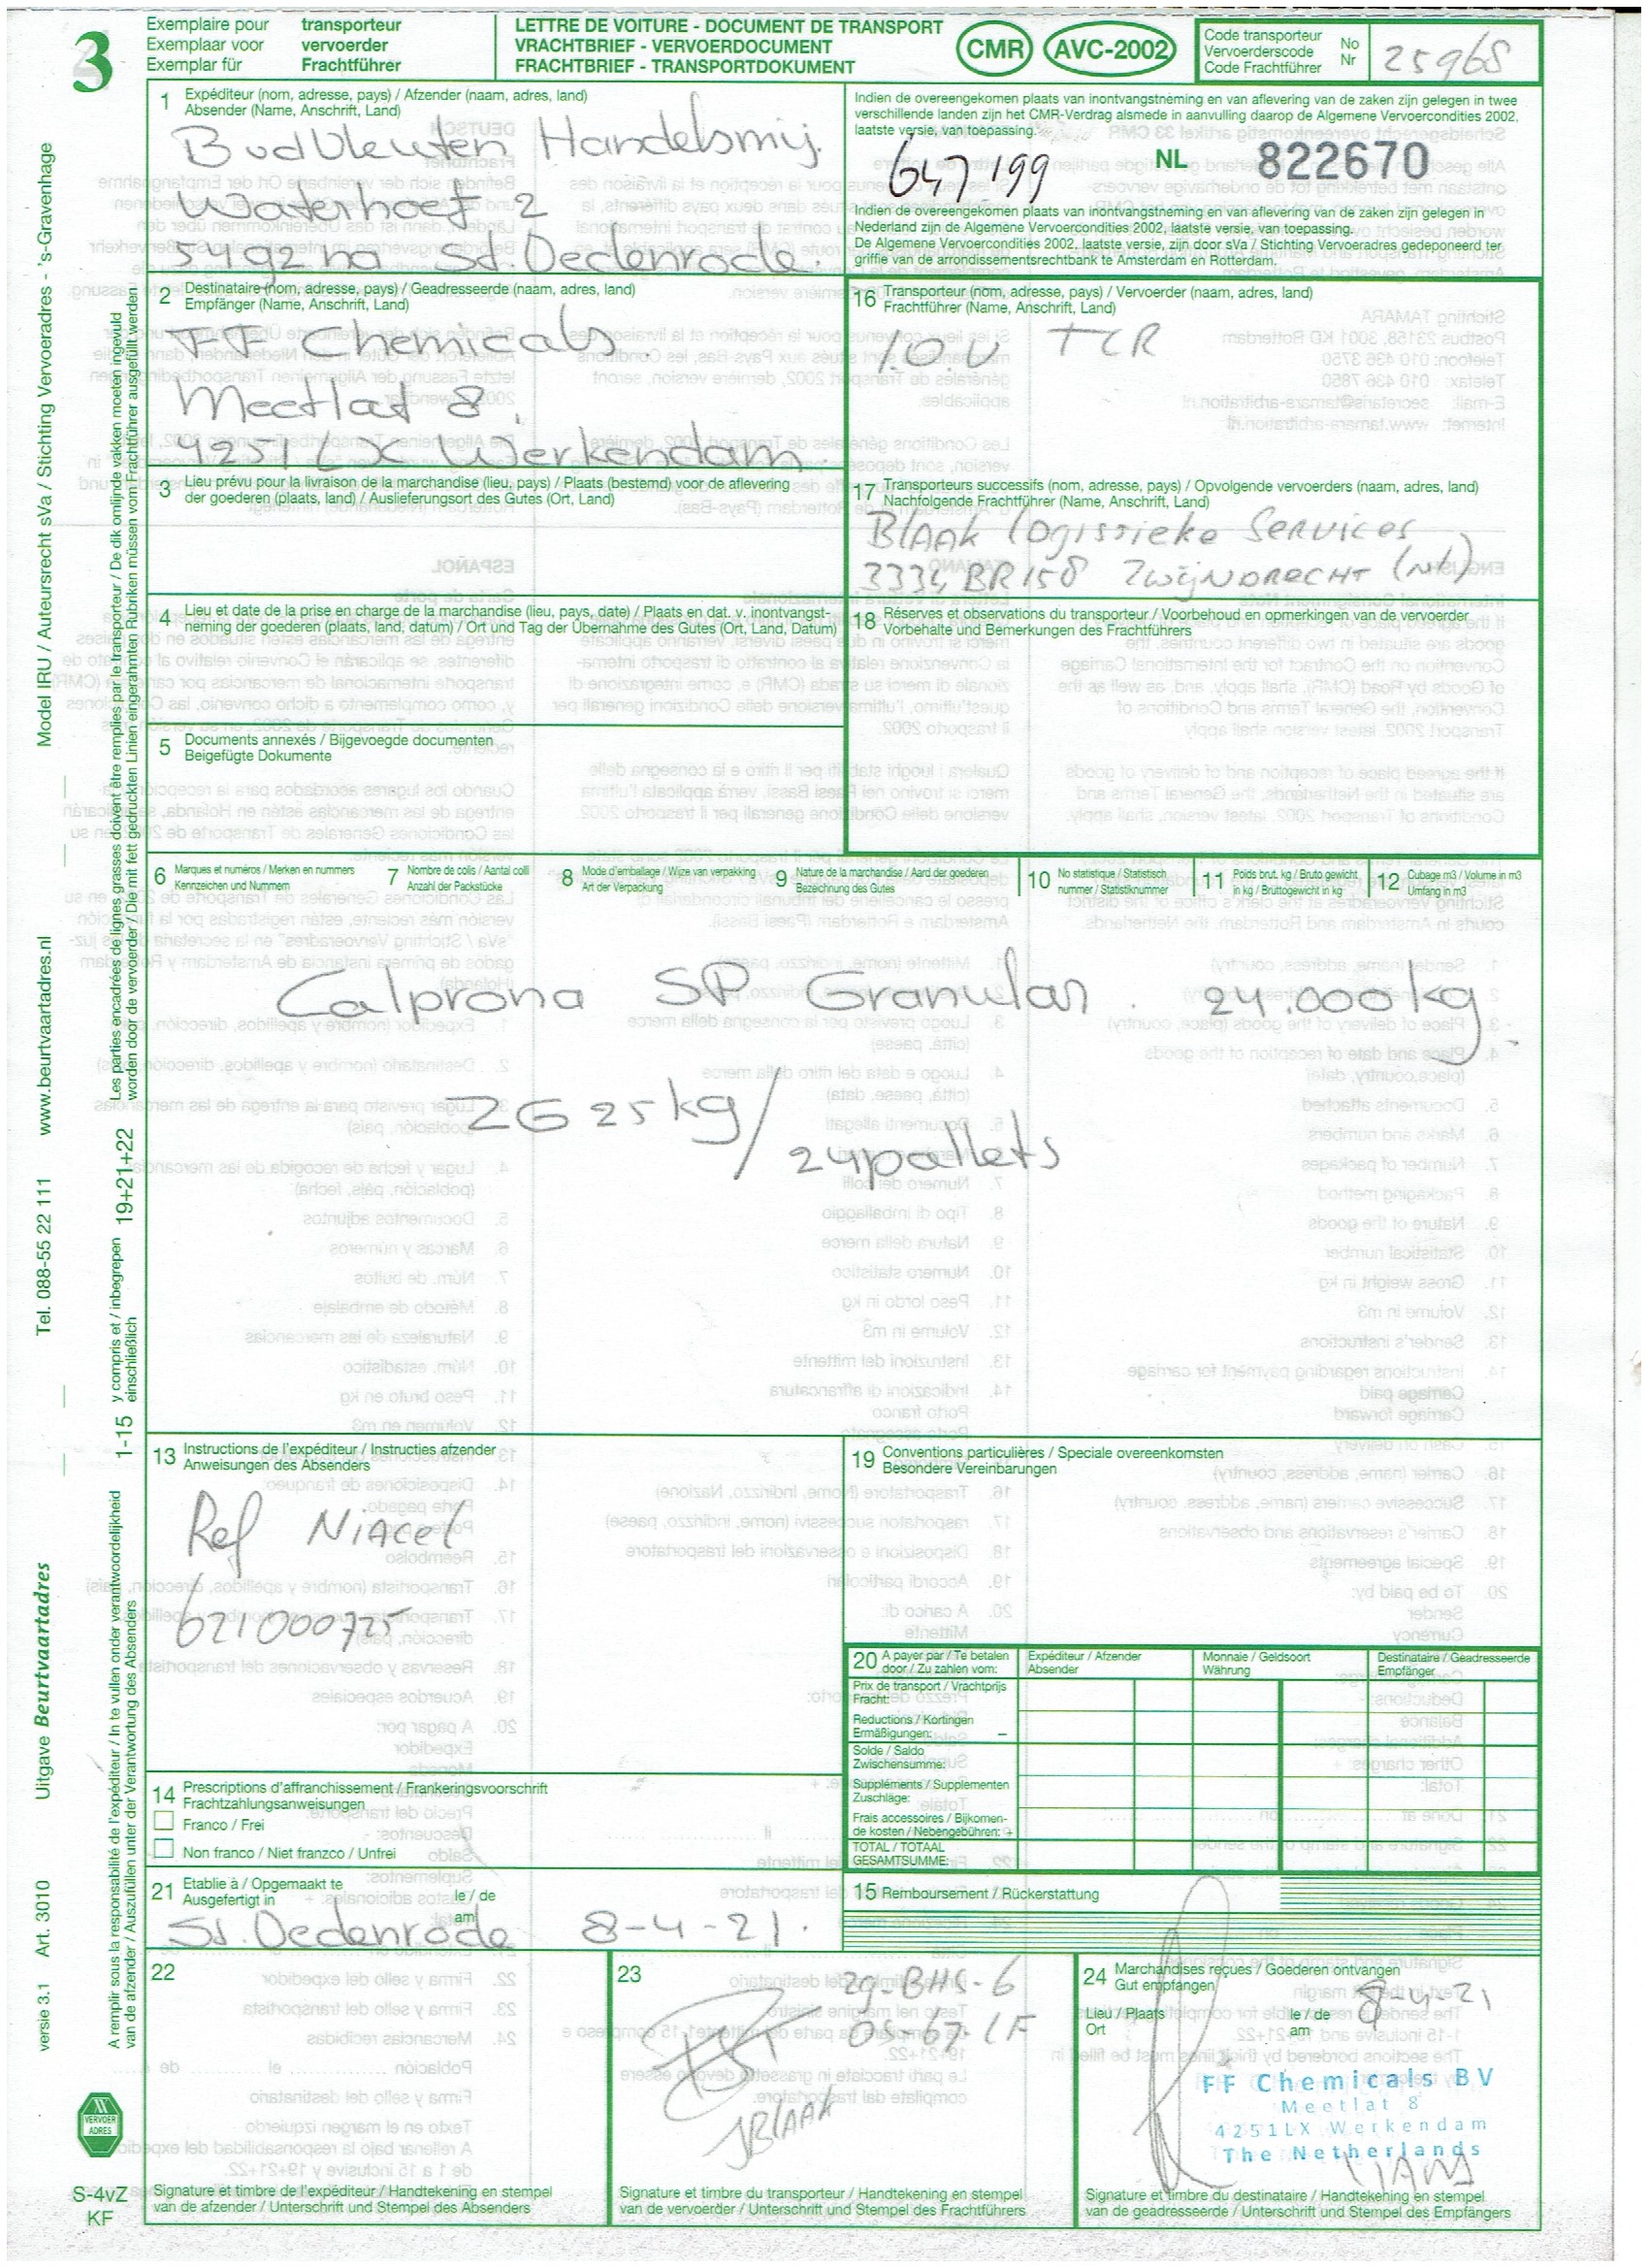 3
Exemplaire pour transporteur
Exemplaar voor vervoerder
Exemplar für Frachtführer
LETTRE DE VOITURE - DOCUMENT DE TRANSPORT
VRACHTBRIEF - VERVOERDOCUMENT
FRACHTBRIEF - TRANSPORTDOKUMENT
CMR AVC-2002
Code transporteur
Vervoerderscode No
Code Frachtführer Nr
25968
1 Expéditeur (nom, adresse, pays) / Afzender (naam, adres, land)
Absender (Name, Anschrift, Land)
Handelsmij.
2
5492 na St. Oedenrode.
Indien de overeengekomen plaats van inontvangstneming en van aflevering van de zaken zijn gelegen in twee
verschillende landen zijn het CMR-Verdrag alsmede in aanvulling daarop de Algemene Vervoercondities 2002,
laatste versie, van toepassing.
647199 NL 822670
Indien de overeengekomen plaats van inontvangstneming en van aflevering van de zaken zijn gelegen in
Nederland zijn de Algemene Vervoercondities 2002, laatste versie, van toepassing.
De Algemene Vervoercondities 2002, laatste versie, zijn door sVa / Stichting Vervoeradres gedeponeerd ter
griffie van de arrondissementsrechtbank te Amsterdam en Rotterdam.
2 Destinataire (nom, adresse, pays) / Geadresseerde (naam, adres, land)
Empfänger (Name, Anschrift, Land)
FF Chemicals
Meetlat 8,
4251 LX Werkendam.
16 Transporteur (nom, adresse, pays) / Vervoerder (naam, adres, land)
Frachtführer (Name, Anschrift, Land)
TCR
3 Lieu prévu pour la livraison de la marchandise (lieu, pays) / Plaats (bestemd) voor de aflevering
der goederen (plaats, land) / Auslieferungsort des Gutes (Ort, Land)
17 Transporteurs successifs (nom, adresse, pays) / Opvolgende vervoerders (naam, adres, land)
Nachfolgende Frachtführer (Name, Anschrift, Land)
Blaak Logistieke Services
3334 BR 158 Zwijndrecht (NL)
4 Lieu et date de la prise en charge de la marchandise (lieu, pays, date) / Plaats en dat. v. inontvangst-
neming der goederen (plaats, land, datum) / Ort und Tag der Übernahme des Gutes (Ort, Land, Datum)
18 Réserves et observations du transporteur / Voorbehoud en opmerkingen van de vervoerder
Vorbehalte und Bemerkungen des Frachtführers
5 Documents annexés / Bijgevoegde documenten
Beigefügte Dokumente
6 Marques et numéros / Merken en nummers
Kennzeichen und Nummern
7 Nombre de colis / Aantal colli
Anzahl der Packstücke
8 Mode d'emballage / Wijze van verpakking
Art der Verpackung
9 Nature de la marchandise / Aard der goederen
Bezeichnung des Gutes
10 No statistique / Statistisch
nummer / Statistiknummer
11 Poids brut, kg / Bruto gewicht
in kg / Bruttogewicht in kg
12 Cubage m3 / Volume in m3
Umfang in m3
Calprona SP Granular. 24.000 kg.
ZG 25 kg / 24 pallets
13 Instructions de l'expéditeur / Instructies afzender
Anweisungen des Absenders
Ref Niacet
621000725
19 Conventions particulières / Speciale overeenkomsten
Besondere Vereinbarungen
20 A payer par / Te betalen
door / Zu zahlen vom:
Expéditeur / Afzender
Absender
Monnaie / Geldsoort
Währung
Destinataire / Geadresseerde
Empfänger
Prix de transport / Vrachtprijs
Fracht:
Reductions / Kortingen
Ermäßigungen: –
Solde / Saldo
Zwischensumme:
Suppléments / Supplementen
Zuschläge:
Frais accessoires / Bijkomen-
de kosten / Nebengebühren: +
TOTAL / TOTAAL
GESAMTSUMME:
14 Prescriptions d'affranchissement / Frankeringsvoorschrift
Frachtzahlungsanweisungen
Franco / Frei
Non franco / Niet franzco / Unfrei
21 Etablie à / Opgemaakt te le / de
Ausgefertigt in am
St. Oedenrode 8-4-21.
15 Remboursement / Rückerstattung
22
Signature et timbre de l'expéditeur / Handtekening en stempel
van de afzender / Unterschrift und Stempel des Absenders
23
29-BHS-6
05-67-LF
JBLAAK
Signature et timbre du transporteur / Handtekening en stempel
van de vervoerder / Unterschrift und Stempel des Frachtführers
24 Marchandises reçues / Goederen ontvangen
Gut empfangen
Lieu / Plaats le / de
Ort am
8-4-21
FF Chemicals BV
Meetlat 8
4251LX Werkendam
The Netherlands
Signature et timbre du destinataire / Handtekening en stempel
van de geadresseerde / Unterschrift und Stempel des Empfängers
Model IRU / Auteursrecht sVa / Stichting Vervoeradres - 's-Gravenhage
www.beurtvaartadres.nl
Tel. 088-55 22 111
Uitgave Beurtvaartadres
Art. 3010
versie 3.1
Les parties encadrées de lignes grasses doivent être remplies par le transporteur / De dik omlijnde vakken moeten ingevuld
worden door de vervoerder / Die mit fett gedruckten Linien eingerahmten Rubriken müssen vom Frachtführer ausgefüllt werden
19+21+22
y compris et / inbegrepen
einschließlich
1-15
A remplir sous la responsabilité de l'expéditeur / In te vullen onder verantwoordelijkheid
van de afzender / Auszufüllen unter der Verantwortung des Absenders
VERVOER
ADRES
S-4vZ
KF